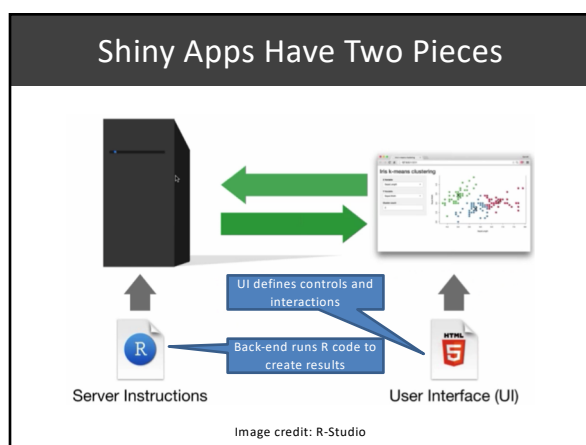 Shiny Apps Have Two Pieces
Iris k-means clustering
UI defines controls and
interactions
Back-end runs R code to
create results
R
HTML
5
Server Instructions
User Interface (UI)
Image credit: R-Studio